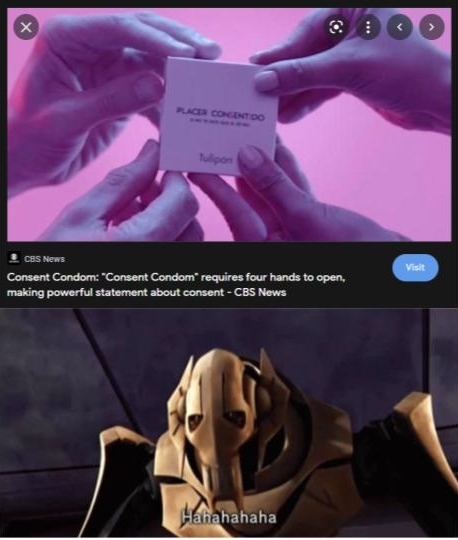 PLACER CONSENTIDO
Tulipán
CBS News
Consent Condom: "Consent Condom" requires four hands to open,
making powerful statement about consent - CBS News
Visit
Hahahahaha